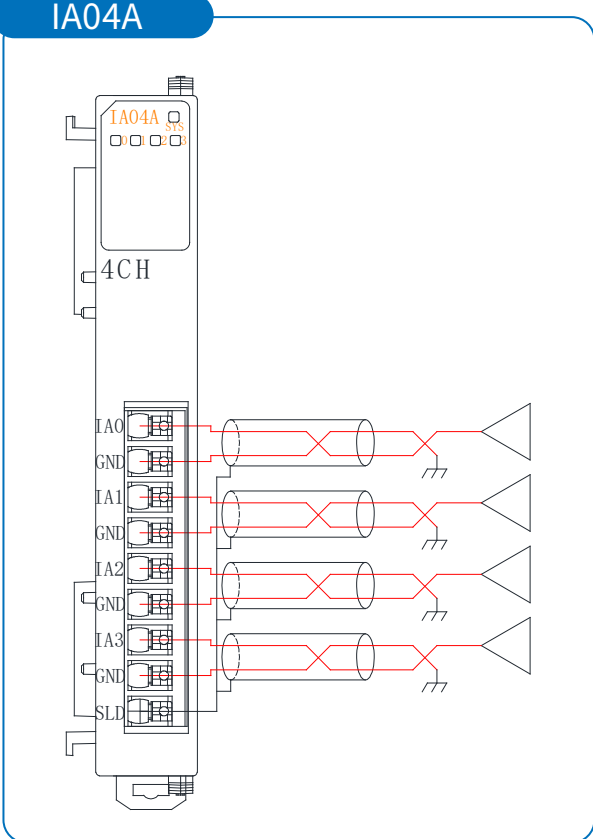 IA04A
IA04A
SYS
0 1 2 3
4CH
IA0
GND
IA1
GND
IA2
GND
IA3
GND
SLD